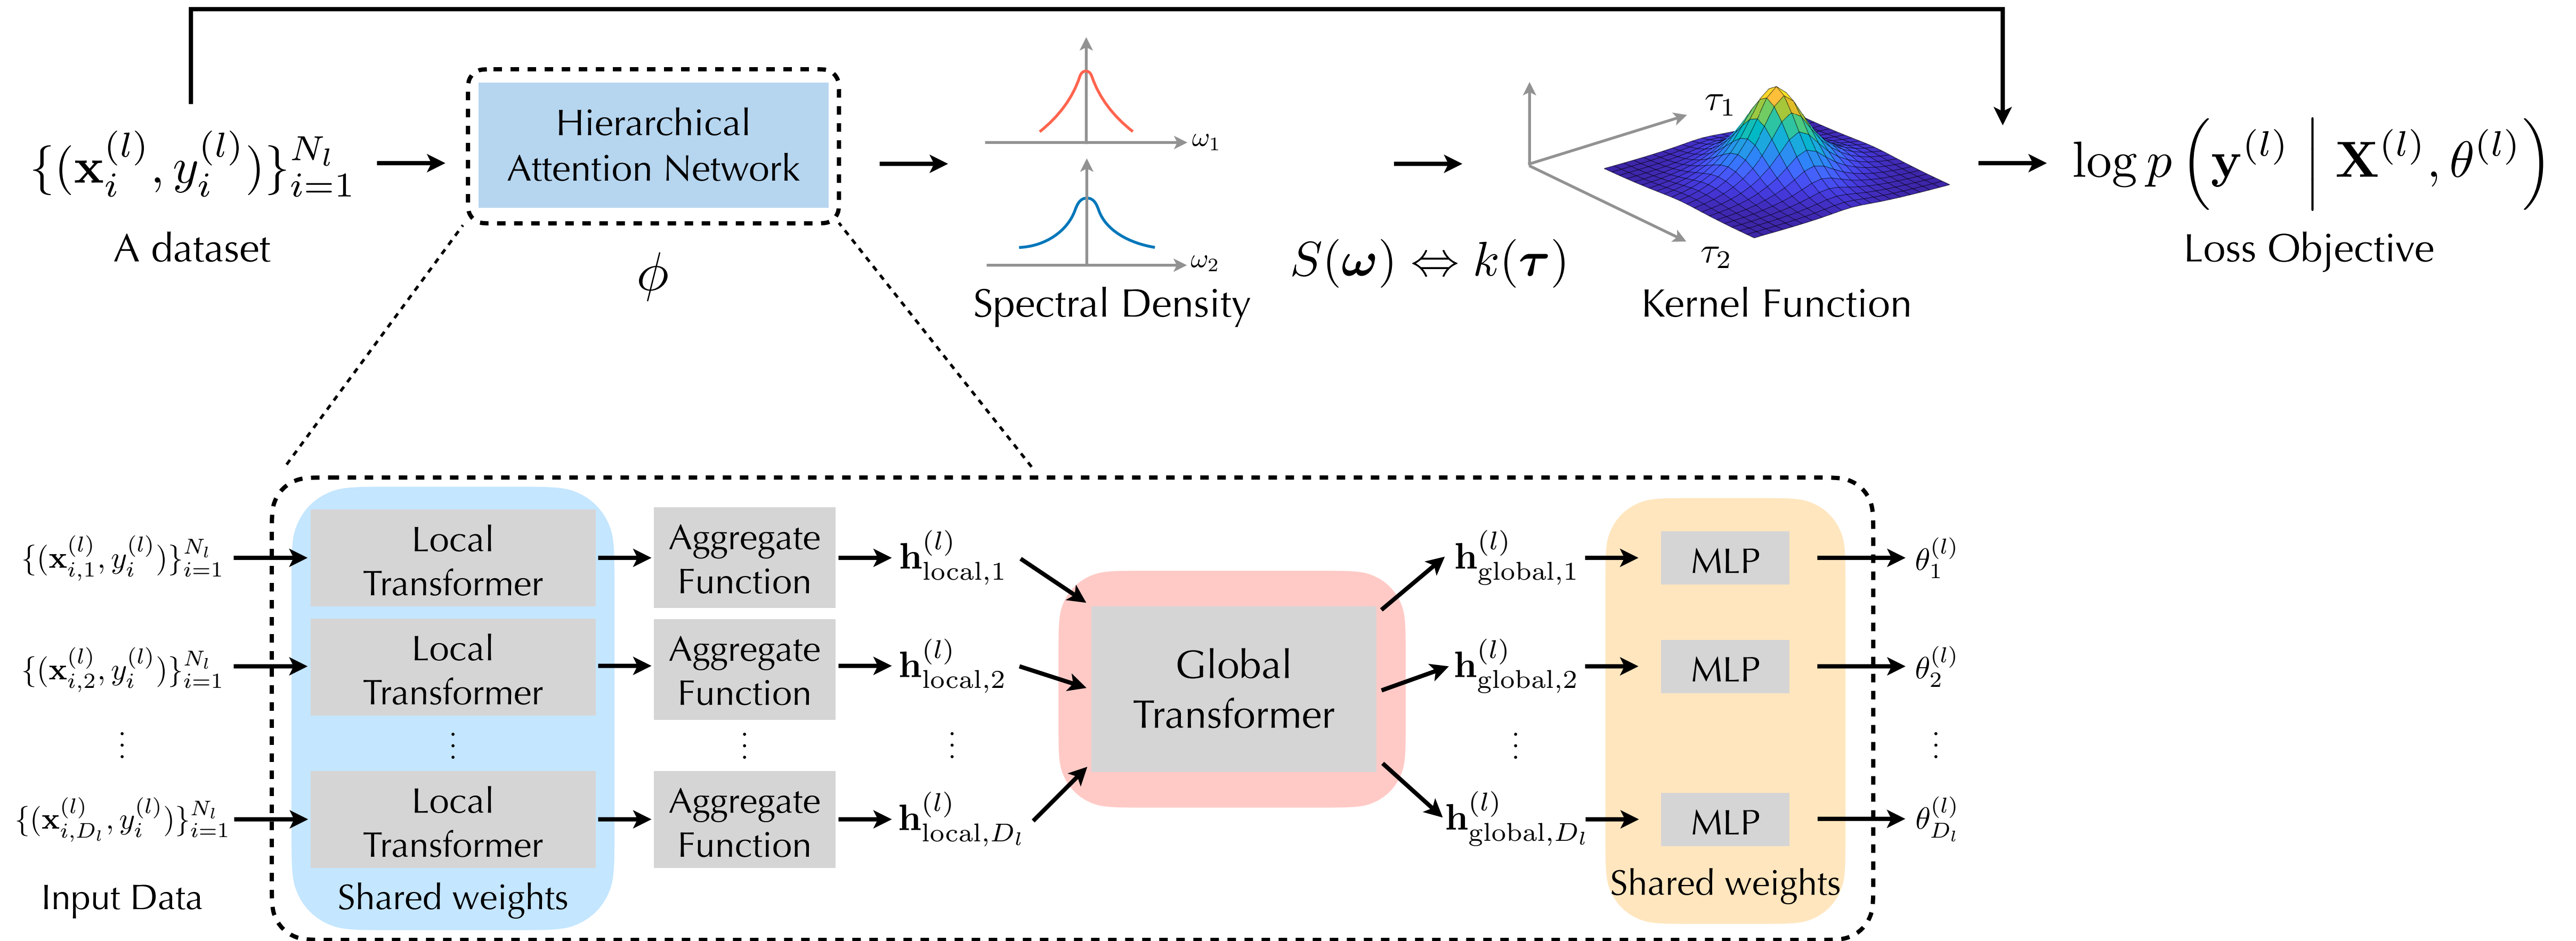 {(x_i^{(l)}, y_i^{(l)})}_{i=1}^{N_l}
A dataset
Hierarchical
Attention Network
ϕ
ω_1
ω_2
Spectral Density
S(ω) ⇔ k(τ)
τ_1
τ_2
Kernel Function
log p ( y^{(l)} | X^{(l)}, θ^{(l)} )
Loss Objective
{(x_{i,1}^{(l)}, y_i^{(l)})}_{i=1}^{N_l}
Local
Transformer
Aggregate
Function
h_{local,1}^{(l)}
h_{global,1}^{(l)}
MLP
θ_1^{(l)}
{(x_{i,2}^{(l)}, y_i^{(l)})}_{i=1}^{N_l}
Local
Transformer
Aggregate
Function
h_{local,2}^{(l)}
Global
Transformer
h_{global,2}^{(l)}
MLP
θ_2^{(l)}
⋮ ⋮ ⋮ ⋮ ⋮ ⋮
{(x_{i,D_l}^{(l)}, y_i^{(l)})}_{i=1}^{N_l}
Local
Transformer
Aggregate
Function
h_{local,D_l}^{(l)}
h_{global,D_l}^{(l)}
MLP
θ_{D_l}^{(l)}
Input Data
Shared weights
Shared weights